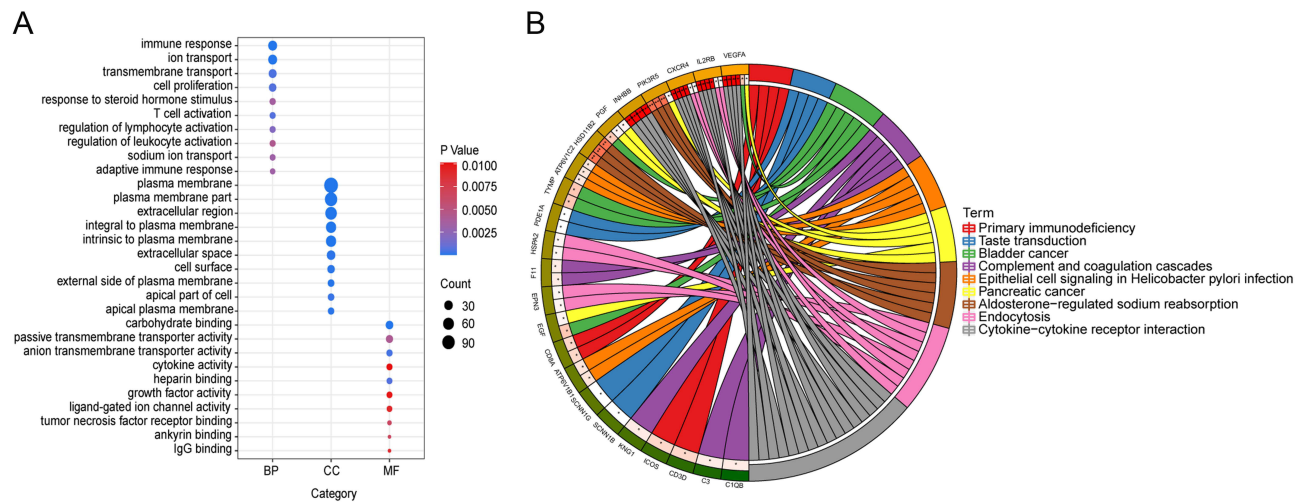 A
immune response
ion transport
transmembrane transport
cell proliferation
response to steroid hormone stimulus
T cell activation
regulation of lymphocyte activation
regulation of leukocyte activation
sodium ion transport
adaptive immune response
plasma membrane
plasma membrane part
extracellular region
integral to plasma membrane
intrinsic to plasma membrane
extracellular space
cell surface
external side of plasma membrane
apical part of cell
apical plasma membrane
carbohydrate binding
passive transmembrane transporter activity
anion transmembrane transporter activity
cytokine activity
heparin binding
growth factor activity
ligand-gated ion channel activity
tumor necrosis factor receptor binding
ankyrin binding
IgG binding
BP CC MF
Category
P Value
0.0100
0.0075
0.0050
0.0025
Count
30
60
90
B
VEGFA
IL2RB
CXCR4
PIK3R5
INHBB
PGF
HSD11B2
ATP6V1C2
TYMP
PDE1A
HSPA2
F11
EPN3
EGF
CD8A
ATP6V1B1
SCNN1G
SCNN1B
KNG1
ICOS
CD3D
C3
C1QB
Term
Primary immunodeficiency
Taste transduction
Bladder cancer
Complement and coagulation cascades
Epithelial cell signaling in Helicobacter pylori infection
Pancreatic cancer
Aldosterone−regulated sodium reabsorption
Endocytosis
Cytokine−cytokine receptor interaction